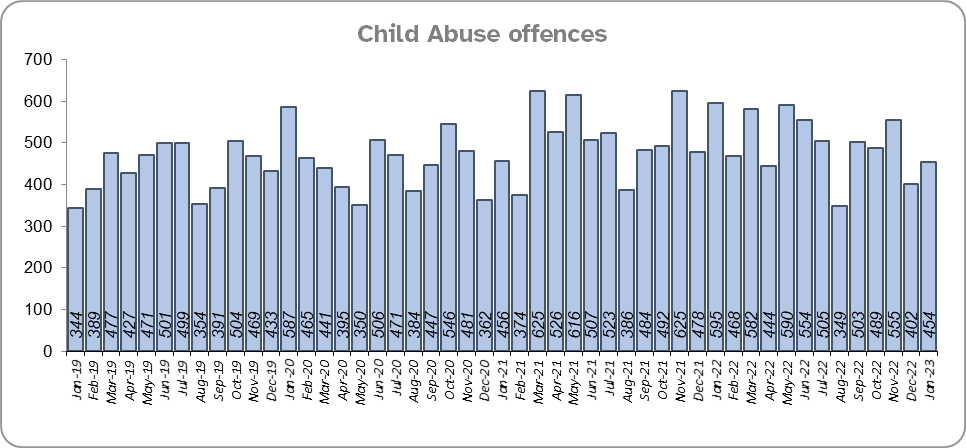 Child Abuse offences
700
600
500
400
300
200
100
0
344 389 477 427 471 501 499 354 391 504 469 433 587 465 441 395 350 506 471 384 447 546 481 362 456 374 625 526 616 507 523 386 484 492 625 478 595 468 582 444 590 554 505 349 503 489 555 402 454
Jan-19 Feb-19 Mar-19 Apr-19 May-19 Jun-19 Jul-19 Aug-19 Sep-19 Oct-19 Nov-19 Dec-19 Jan-20 Feb-20 Mar-20 Apr-20 May-20 Jun-20 Jul-20 Aug-20 Sep-20 Oct-20 Nov-20 Dec-20 Jan-21 Feb-21 Mar-21 Apr-21 May-21 Jun-21 Jul-21 Aug-21 Sep-21 Oct-21 Nov-21 Dec-21 Jan-22 Feb-22 Mar-22 Apr-22 May-22 Jun-22 Jul-22 Aug-22 Sep-22 Oct-22 Nov-22 Dec-22 Jan-23